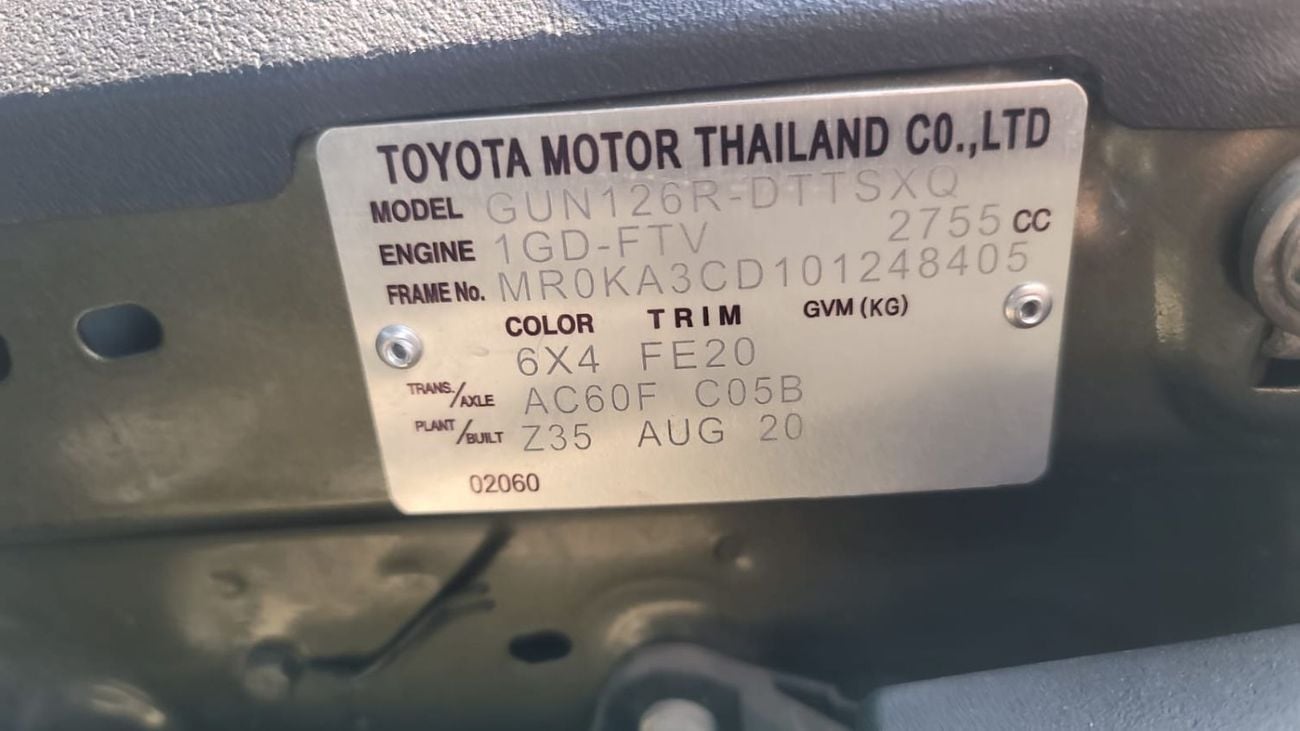 TOYOTA MOTOR THAILAND CO.,LTD
MODEL GUN126R-DTTSXQ
ENGINE 1GD-FTV 2755 CC
FRAME No. MR0KA3CD101248405
COLOR TRIM GVM (KG)
6X4 FE20
TRANS./AXLE AC60F C05B
PLANT/BUILT Z35 AUG 20
02060